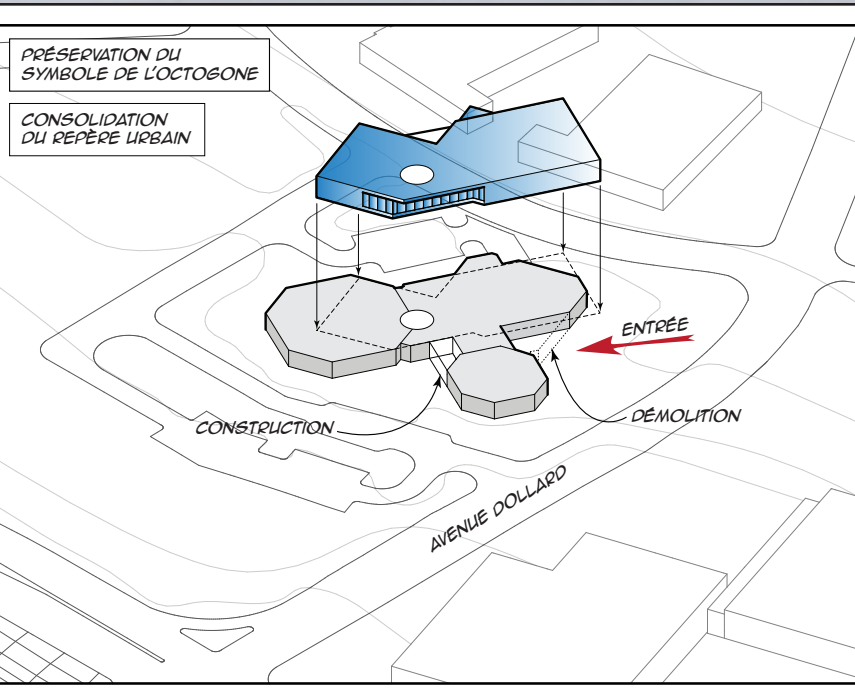 PRÉSERVATION DU
SYMBOLE DE L'OCTOGONE
CONSOLIDATION
DU REPÈRE URBAIN
ENTRÉE
CONSTRUCTION
DÉMOLITION
AVENUE DOLLARD